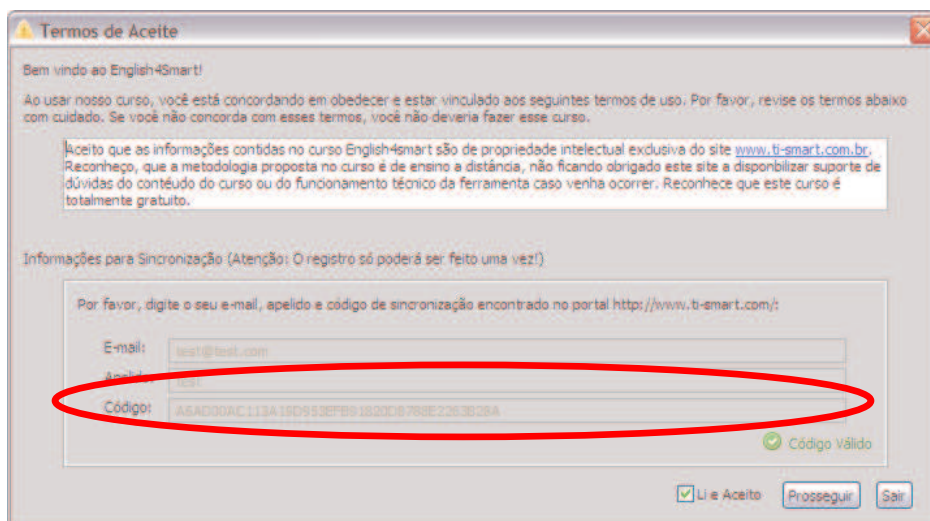 Termos de Aceite
Bem vindo ao English4Smart!
Ao usar nosso curso, você está concordando em obedecer e estar vinculado aos seguintes termos de uso. Por favor, revise os termos abaixo
com cuidado. Se você não concorda com esses termos, você não deveria fazer esse curso.
Aceito que as informações contidas no curso English4smart são de propriedade intelectual exclusiva do site www.ti-smart.com.br.
Reconheço, que a metodologia proposta no curso é de ensino a distância, não ficando obrigado este site a disponbilizar suporte de
dúvidas do contéudo do curso ou do funcionamento técnico da ferramenta caso venha ocorrer. Reconhece que este curso é
totalmente gratuito.
Informações para Sincronização (Atenção: O registro só poderá ser feito uma vez!)
Por favor, digite o seu e-mail, apelido e código de sincronização encontrado no portal http://www.ti-smart.com/:
E-mail: test@test.com
Apelido: test
Código:
Código Válido
Li e Aceito Prosseguir Sair